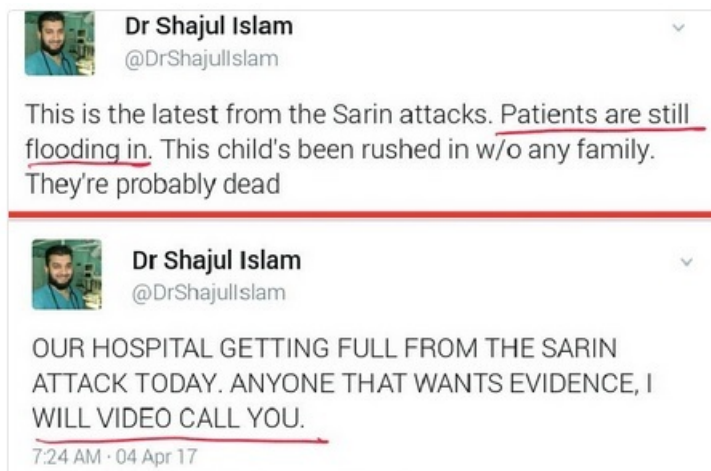 Dr Shajul Islam
@DrShajulIslam
This is the latest from the Sarin attacks. Patients are still
flooding in. This child's been rushed in w/o any family.
They're probably dead
Dr Shajul Islam
@DrShajulIslam
OUR HOSPITAL GETTING FULL FROM THE SARIN
ATTACK TODAY. ANYONE THAT WANTS EVIDENCE, I
WILL VIDEO CALL YOU.
7:24 AM · 04 Apr 17